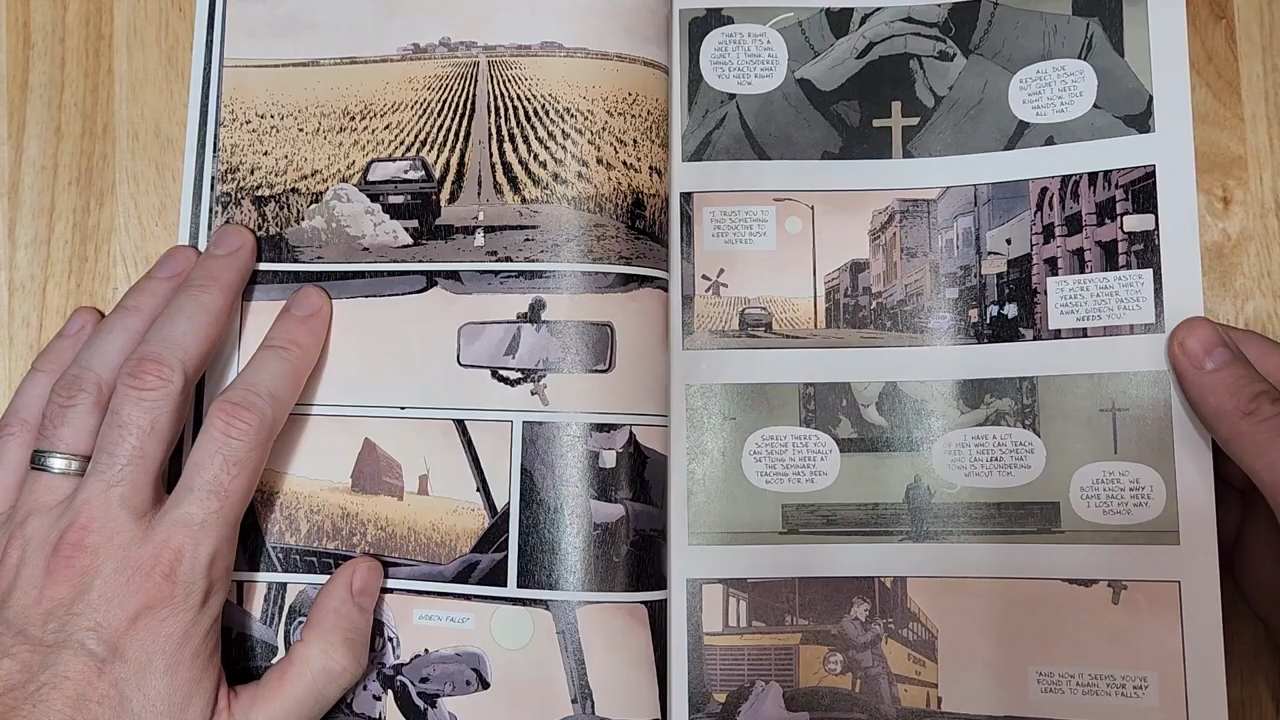 GIDEON FALLS?
THAT'S RIGHT,
WILFRED. IT'S A
NICE LITTLE TOWN.
QUIET. I THINK, ALL
THINGS CONSIDERED,
IT'S EXACTLY WHAT
YOU NEED RIGHT
NOW.
ALL DUE
RESPECT, BISHOP,
BUT QUIET IS NOT
WHAT I NEED
RIGHT NOW. IDLE
HANDS AND
ALL THAT.
"I TRUST YOU TO
FIND SOMETHING
PRODUCTIVE TO
KEEP YOU BUSY,
WILFRED.
"ITS PREVIOUS PASTOR
OF MORE THAN THIRTY
YEARS, FATHER TOM
CHASELY, JUST PASSED
AWAY. GIDEON FALLS
NEEDS YOU."
SURELY THERE'S
SOMEONE ELSE YOU
CAN SEND? I'M FINALLY
SETTLING IN HERE AT
THE SEMINARY.
TEACHING HAS BEEN
GOOD FOR ME.
I HAVE A LOT
OF MEN WHO CAN TEACH,
FRED. I NEED SOMEONE
WHO CAN LEAD. THAT
TOWN IS FLOUNDERING
WITHOUT TOM.
I'M NO
LEADER. WE
BOTH KNOW WHY I
CAME BACK HERE.
I LOST MY WAY,
BISHOP.
"AND NOW IT SEEMS YOU'VE
FOUND IT AGAIN. YOUR WAY
LEADS TO GIDEON FALLS."